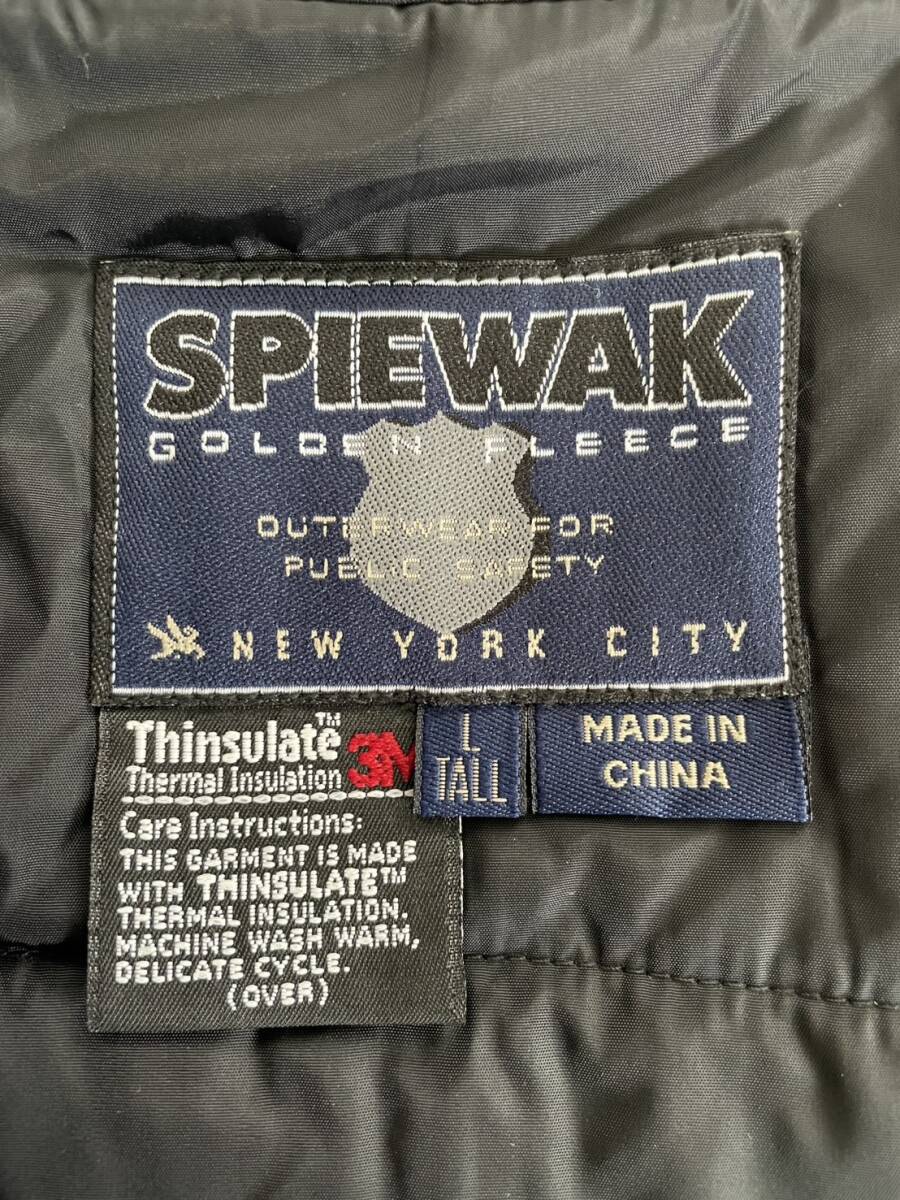 SPIEWAK
GOLDEN FLEECE
OUTERWEAR FOR
PUBLIC SAFETY
NEW YORK CITY
Thinsulate™
Thermal Insulation 3M
Care Instructions:
THIS GARMENT IS MADE
WITH THINSULATE™
THERMAL INSULATION.
MACHINE WASH WARM,
DELICATE CYCLE.
(OVER)
L
TALL
MADE IN
CHINA